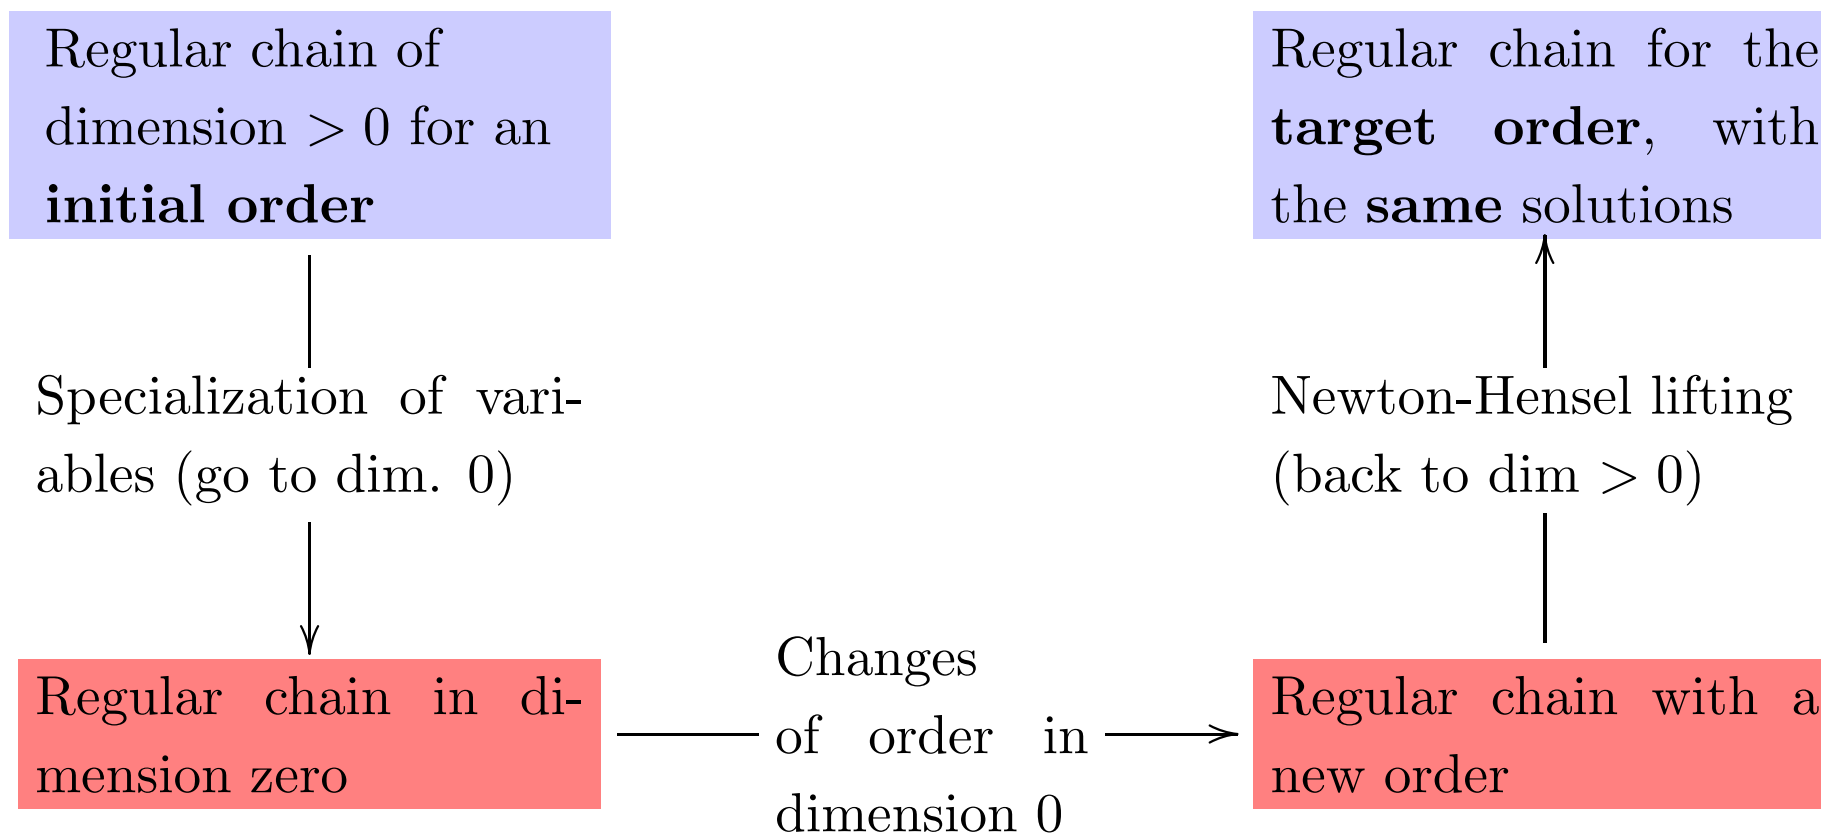 Regular chain of
dimension > 0 for an
initial order
Regular chain for the
target order, with
the same solutions
Specialization of vari-
ables (go to dim. 0)
Newton-Hensel lifting
(back to dim > 0)
Regular chain in di-
mension zero
Changes
of order in
dimension 0
Regular chain with a
new order